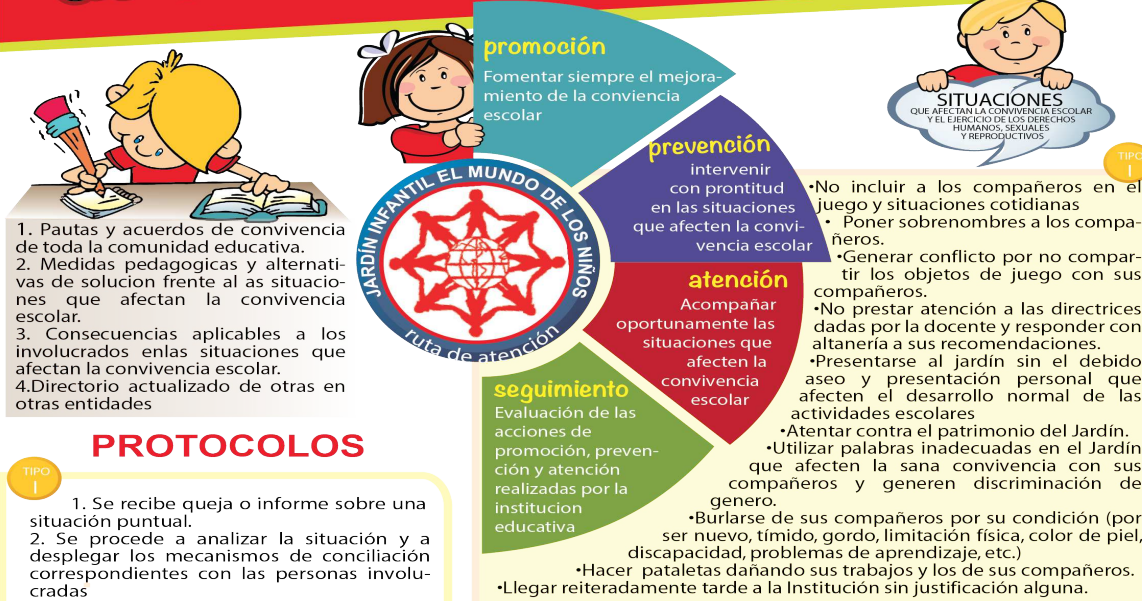 promoción
Fomentar siempre el mejora-
miento de la conviencia
escolar
prevención
intervenir
con prontitud
en las situaciones
que afecten la convi-
vencia escolar
atención
Acompañar
oportunamente las
situaciones que
afecten la
convivencia
escolar
seguimiento
Evaluación de las
acciones de
promoción, preven-
ción y atención
realizadas por la
institucion
educativa
JARDÍN INFANTIL EL MUNDO DE LOS NIÑOS
ruta de atención
1. Pautas y acuerdos de convivencia
de toda la comunidad educativa.
2. Medidas pedagogicas y alternati-
vas de solucion frente al as situacio-
nes que afectan la convivencia
escolar.
3. Consecuencias aplicables a los
involucrados enlas situaciones que
afectan la convivencia escolar.
4.Directorio actualizado de otras en
otras entidades
PROTOCOLOS
TIPO
I
1. Se recibe queja o informe sobre una
situación puntual.
2. Se procede a analizar la situación y a
desplegar los mecanismos de conciliación
correspondientes con las personas involu-
cradas
SITUACIONES
QUE AFECTAN LA CONVIVENCIA ESCOLAR
Y EL EJERCICIO DE LOS DERECHOS
HUMANOS, SEXUALES
Y REPRODUCTIVOS
TIPO
I
•No incluir a los compañeros en el
juego y situaciones cotidianas
• Poner sobrenombres a los compa-
ñeros.
•Generar conflicto por no compar-
tir los objetos de juego con sus
compañeros.
•No prestar atención a las directrices
dadas por la docente y responder con
altanería a sus recomendaciones.
•Presentarse al jardín sin el debido
aseo y presentación personal que
afecten el desarrollo normal de las
actividades escolares
•Atentar contra el patrimonio del Jardín.
•Utilizar palabras inadecuadas en el Jardín
que afecten la sana convivencia con sus
compañeros y generen discriminación de
genero.
•Burlarse de sus compañeros por su condición (por
ser nuevo, tímido, gordo, limitación física, color de piel,
discapacidad, problemas de aprendizaje, etc.)
•Hacer pataletas dañando sus trabajos y los de sus compañeros.
•Llegar reiteradamente tarde a la Institución sin justificación alguna.